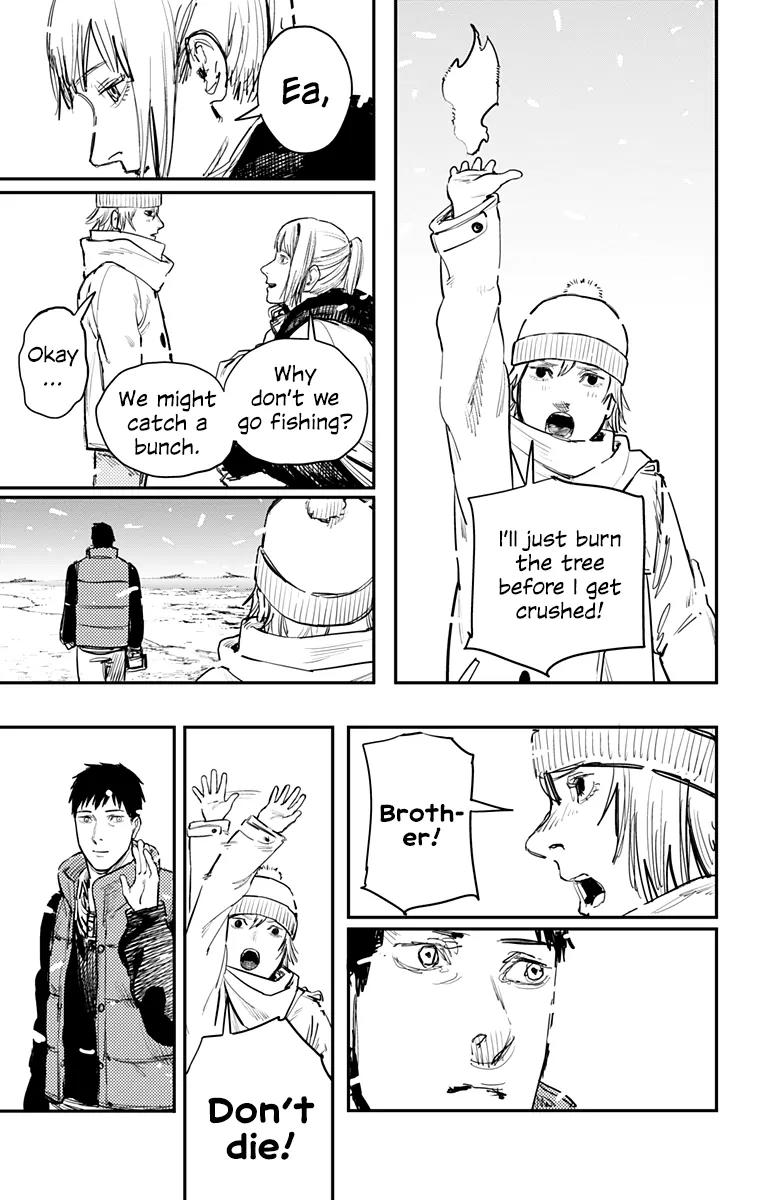 I'll just burn
the tree
before I get
crushed!
Ea,
Why
don't we
go fishing?
We might
catch a
bunch.
Okay
...
Broth-
er!
Don't
die!